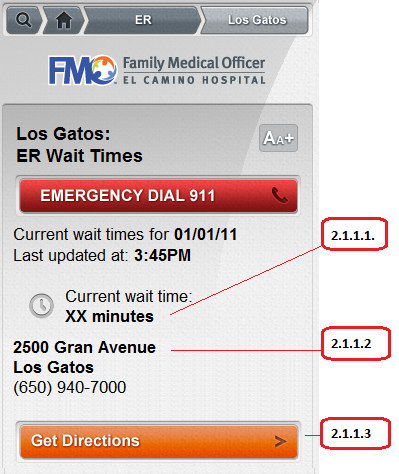 ER
Los Gatos
FMO Family Medical Officer
EL CAMINO HOSPITAL
Los Gatos:
ER Wait Times
AA+
EMERGENCY DIAL 911
Current wait times for 01/01/11
Last updated at: 3:45PM
2.1.1.1.
Current wait time:
XX minutes
2500 Gran Avenue
2.1.1.2
Los Gatos
(650) 940-7000
Get Directions >
2.1.1.3